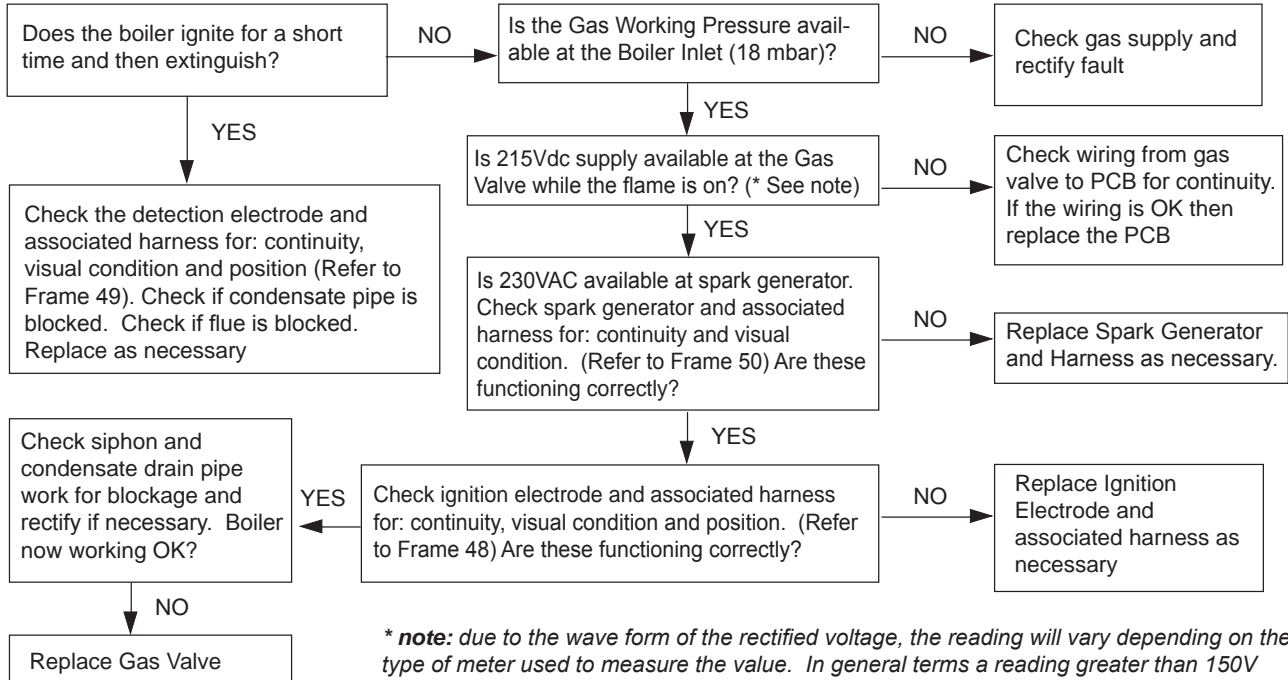 Does the boiler ignite for a short
time and then extinguish?
NO
Is the Gas Working Pressure avail-
able at the Boiler Inlet (18 mbar)?
NO
Check gas supply and
rectify fault
YES
YES
Is 215Vdc supply available at the Gas
Valve while the flame is on? (* See note)
NO
Check wiring from gas
valve to PCB for continuity.
If the wiring is OK then
replace the PCB
Check the detection electrode and
associated harness for: continuity,
visual condition and position (Refer to
Frame 49). Check if condensate pipe is
blocked. Check if flue is blocked.
Replace as necessary
YES
Is 230VAC available at spark generator.
Check spark generator and associated
harness for: continuity and visual
condition. (Refer to Frame 50) Are these
functioning correctly?
NO
Replace Spark Generator
and Harness as necessary.
YES
Check ignition electrode and associated harness
for: continuity, visual condition and position. (Refer
to Frame 48) Are these functioning correctly?
NO
Replace Ignition
Electrode and
associated harness as
necessary
YES
Check siphon and
condensate drain pipe
work for blockage and
rectify if necessary. Boiler
now working OK?
NO
Replace Gas Valve
* note: due to the wave form of the rectified voltage, the reading will vary depending on the
type of meter used to measure the value. In general terms a reading greater than 150V